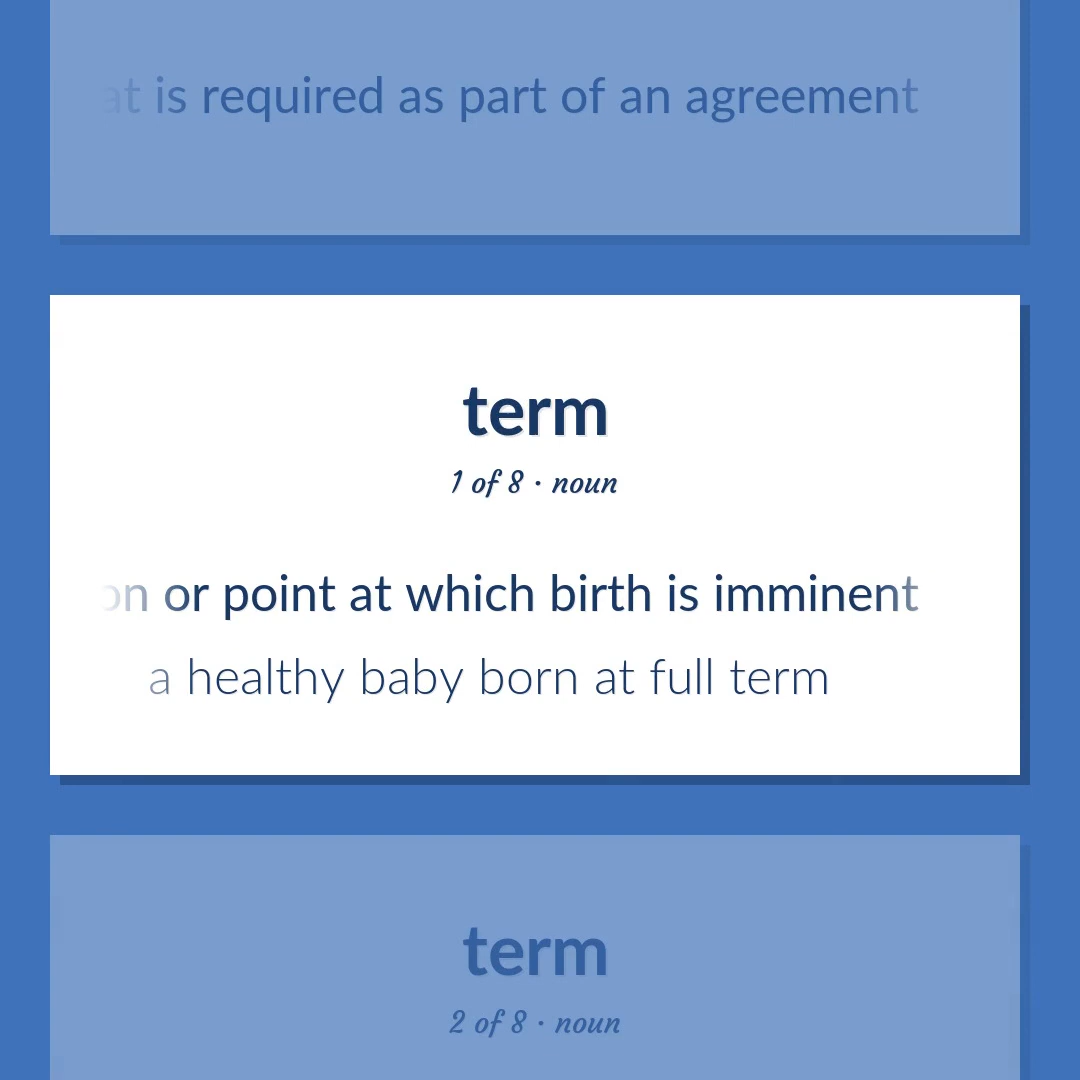 is required as part of an agreement
term
1 of 8 · noun
or point at which birth is imminent
a healthy baby born at full term
term
2 of 8 · noun